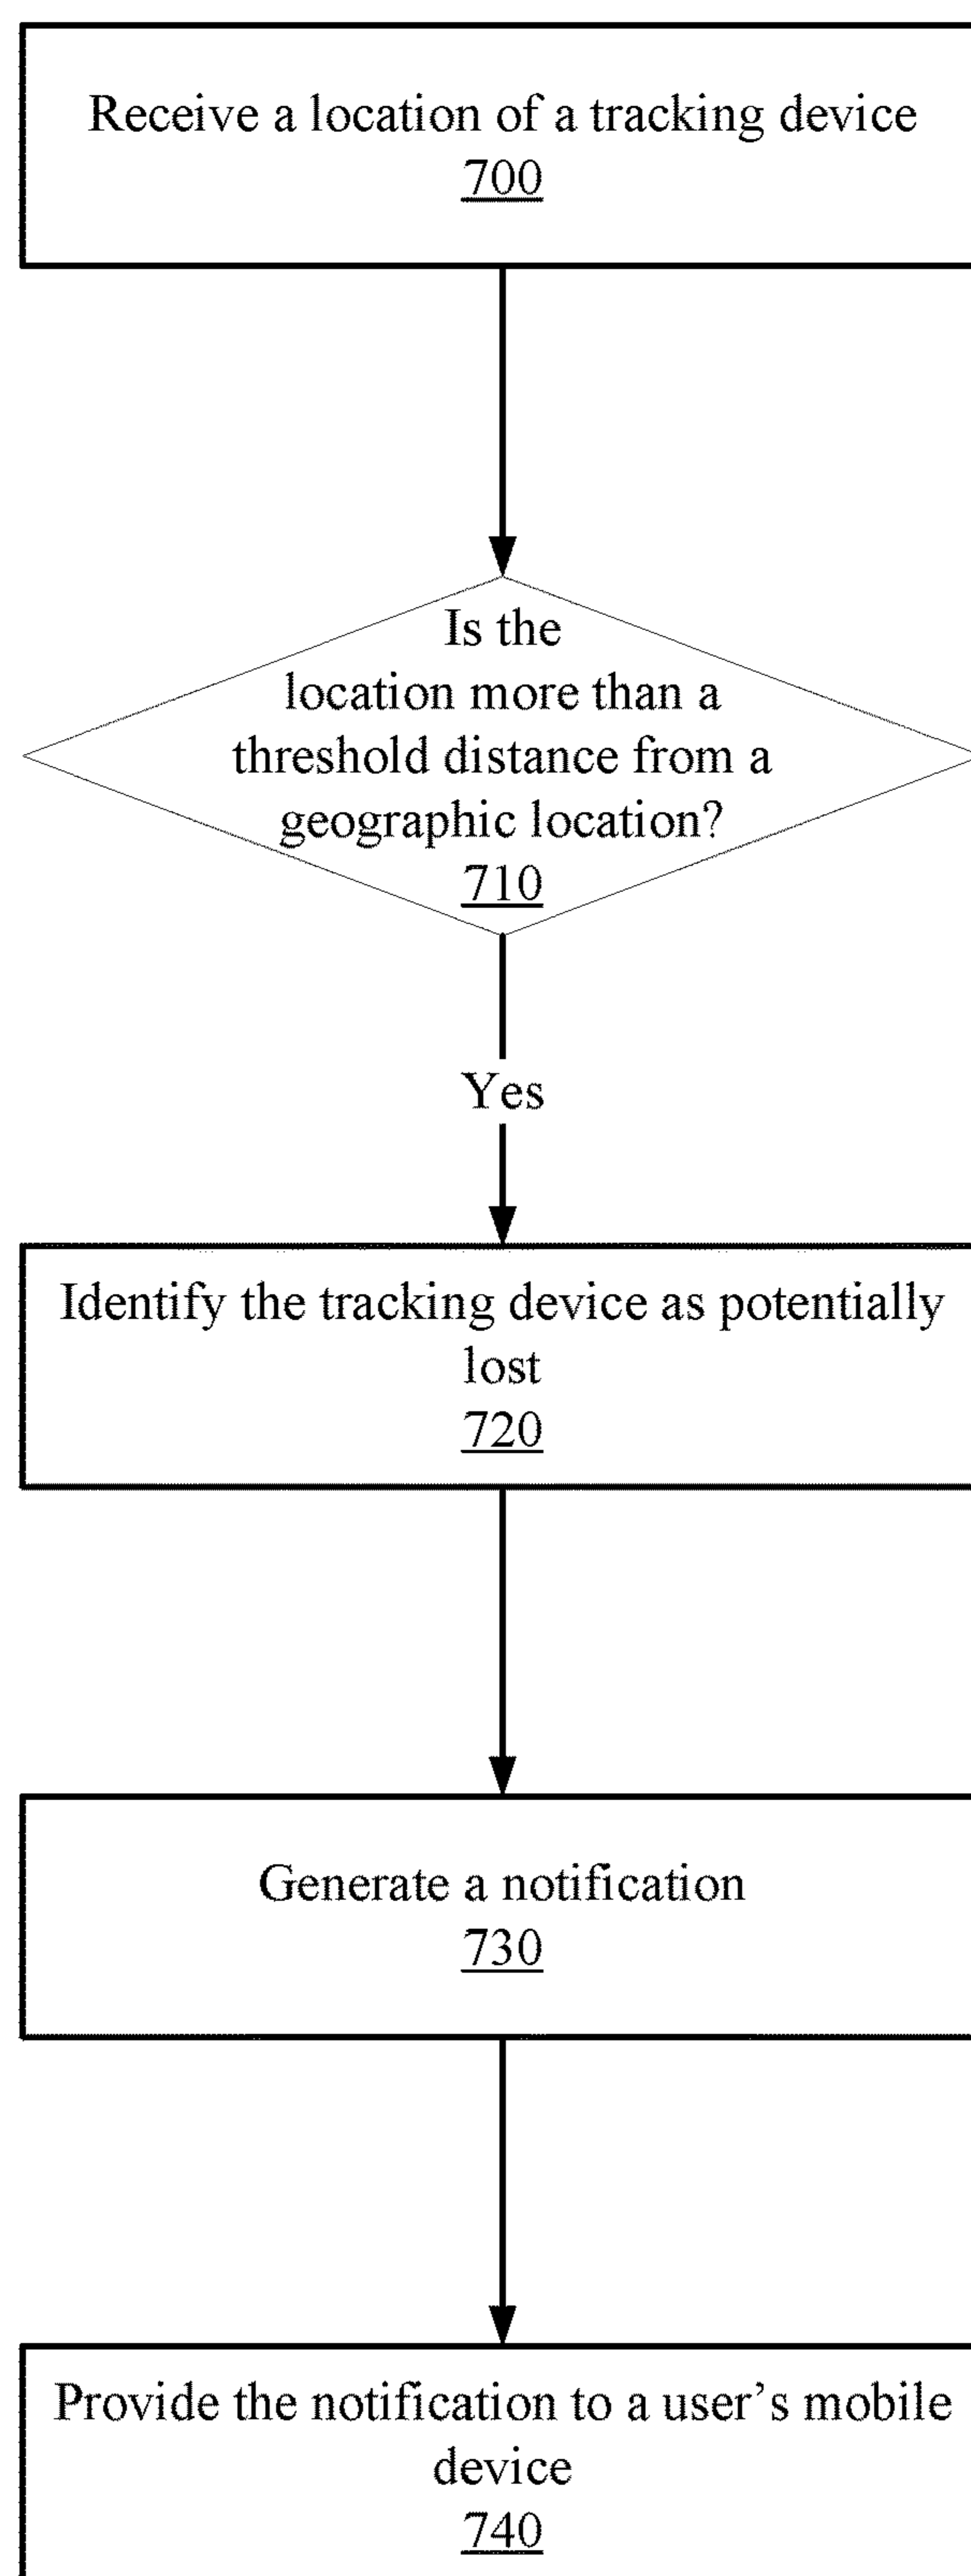 Receive a location of a tracking device
700
Is the
location more than a
threshold distance from a
geographic location?
710
Yes
Identify the tracking device as potentially
lost
720
Generate a notification
730
Provide the notification to a user’s mobile
device
740